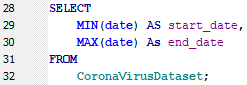 28 SELECT
29 MIN(date) AS start_date,
30 MAX(date) As end_date
31 FROM
32 CoronaVirusDataset;